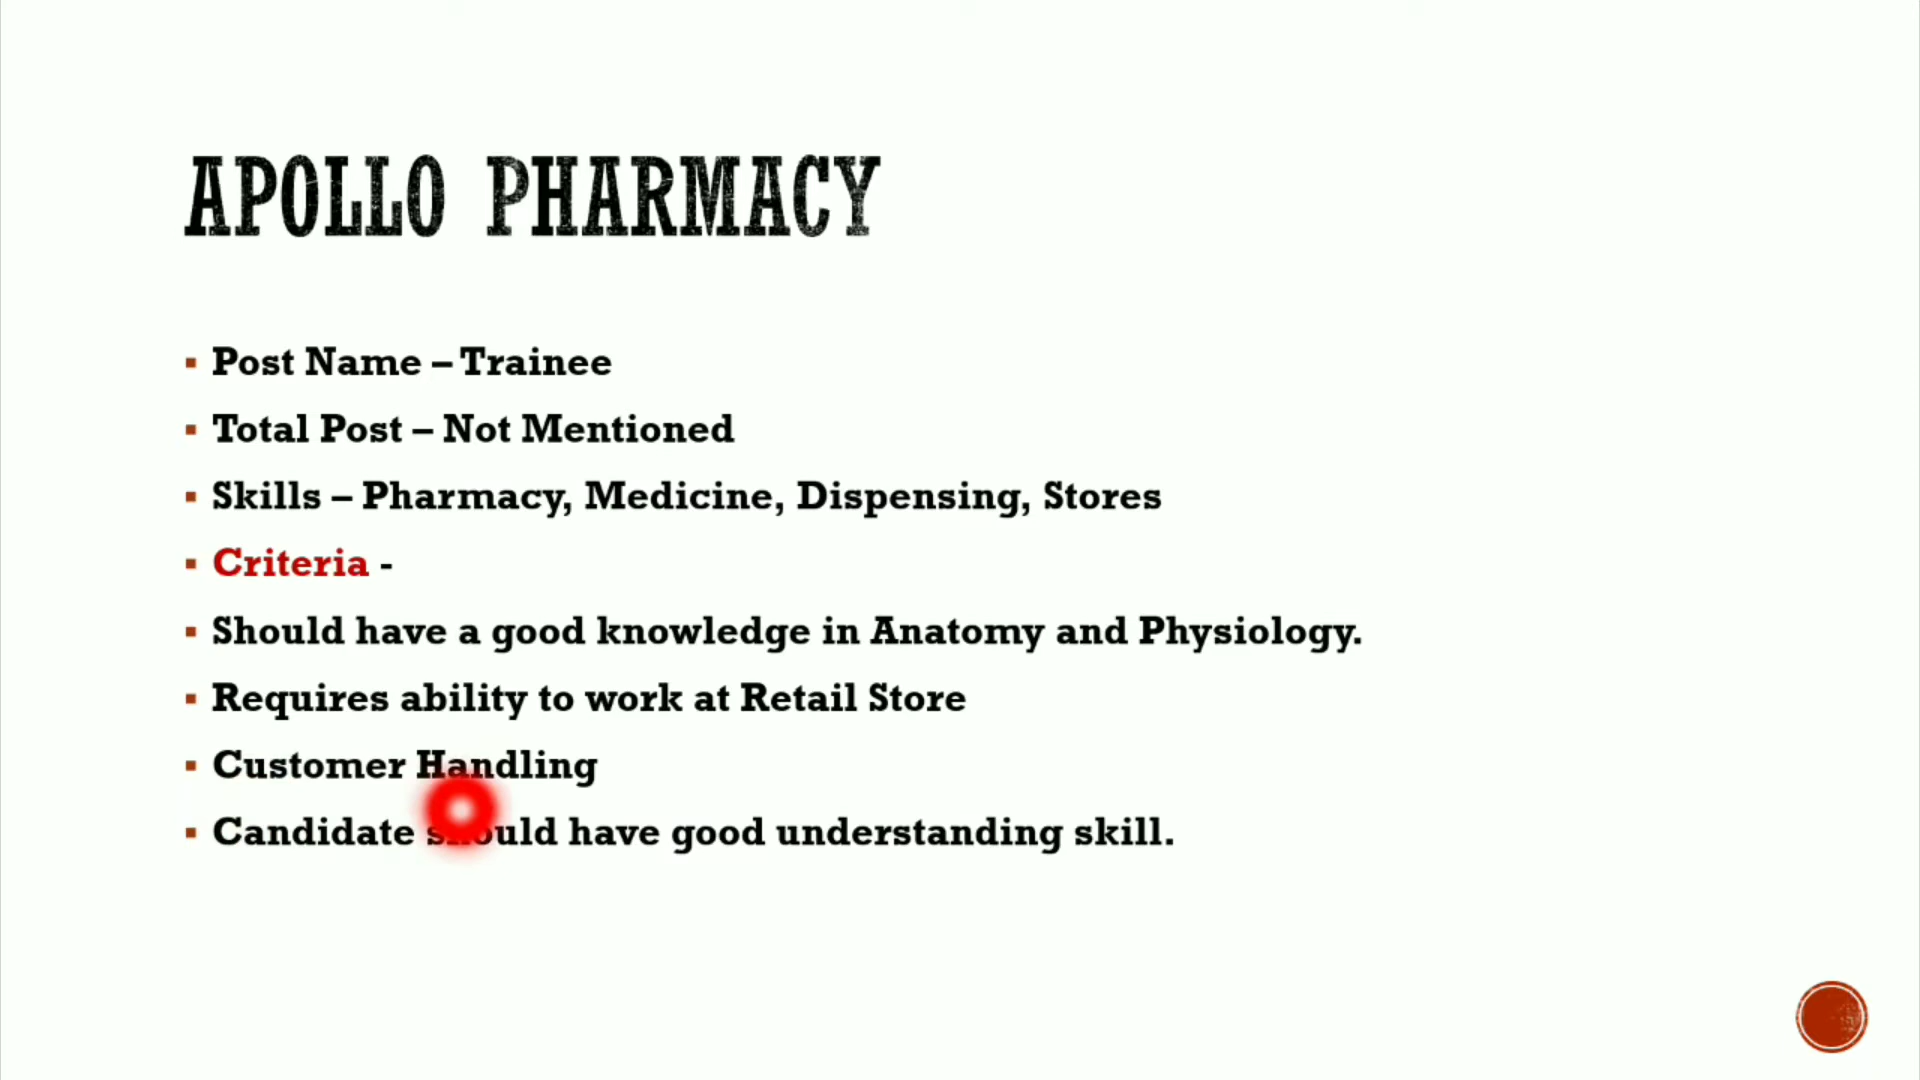 APOLLO PHARMACY
Post Name – Trainee
Total Post – Not Mentioned
Skills – Pharmacy, Medicine, Dispensing, Stores
Criteria -
Should have a good knowledge in Anatomy and Physiology.
Requires ability to work at Retail Store
Customer Handling
Candidate should have good understanding skill.